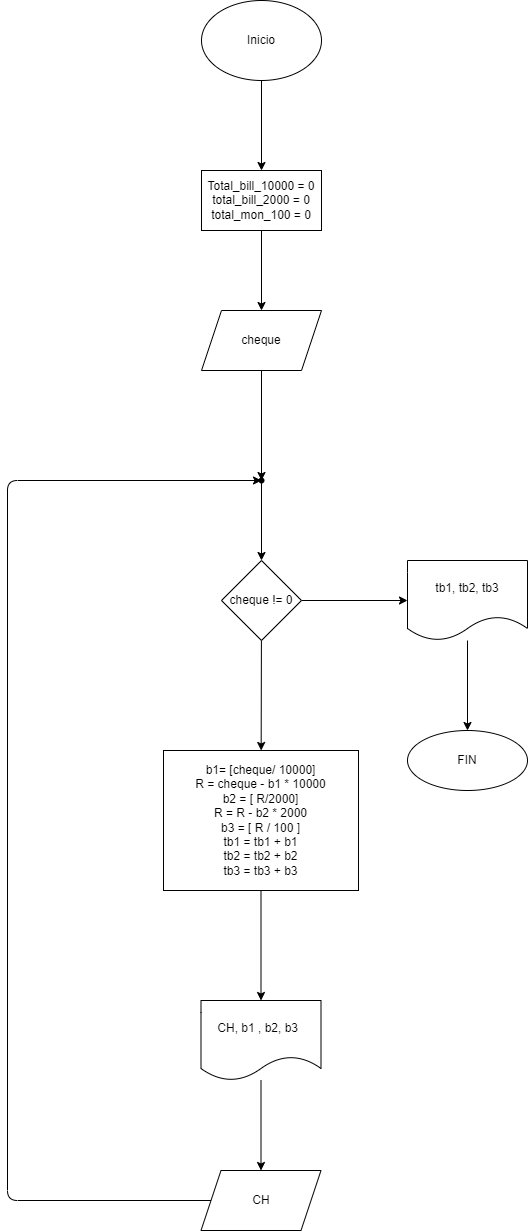 Inicio
Total_bill_10000 = 0
total_bill_2000 = 0
total_mon_100 = 0
cheque
cheque != 0
tb1, tb2, tb3
FIN
b1= [cheque/ 10000]
R = cheque - b1 * 10000
b2 = [ R/2000]
R = R - b2 * 2000
b3 = [ R / 100 ]
tb1 = tb1 + b1
tb2 = tb2 + b2
tb3 = tb3 + b3
CH, b1 , b2, b3
CH